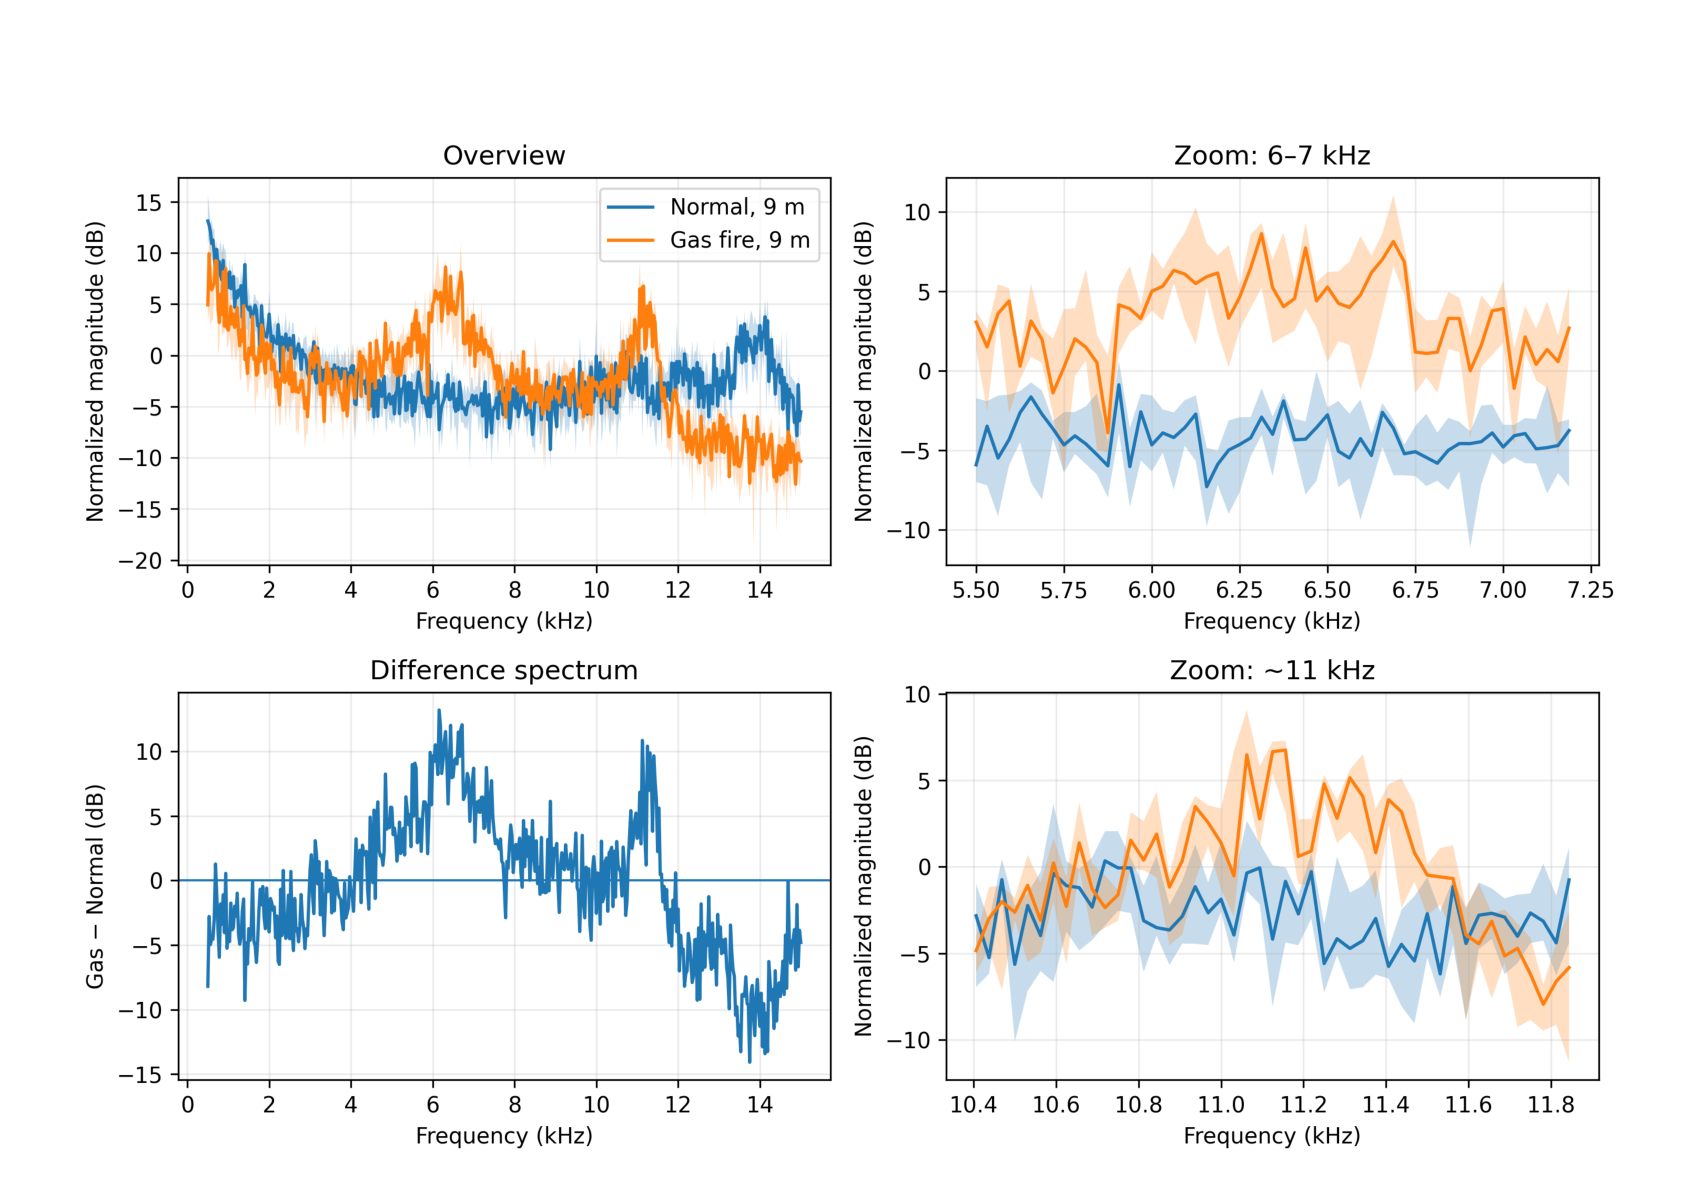 Overview
Normalized magnitude (dB)
15
10
5
0
−5
−10
−15
−20
Normal, 9 m
Gas fire, 9 m
0 2 4 6 8 10 12 14
Frequency (kHz)
Zoom: 6–7 kHz
Normalized magnitude (dB)
10
5
0
−5
−10
5.50 5.75 6.00 6.25 6.50 6.75 7.00 7.25
Frequency (kHz)
Difference spectrum
Gas − Normal (dB)
10
5
0
−5
−10
−15
0 2 4 6 8 10 12 14
Frequency (kHz)
Zoom: ~11 kHz
Normalized magnitude (dB)
10
5
0
−5
−10
10.4 10.6 10.8 11.0 11.2 11.4 11.6 11.8
Frequency (kHz)